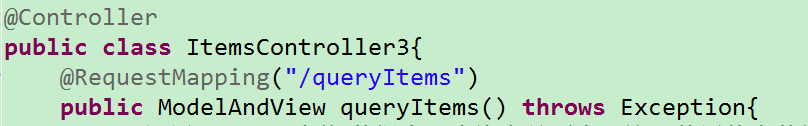 @Controller
public class ItemsController3{
@RequestMapping("/queryItems")
public ModelAndView queryItems() throws Exception{